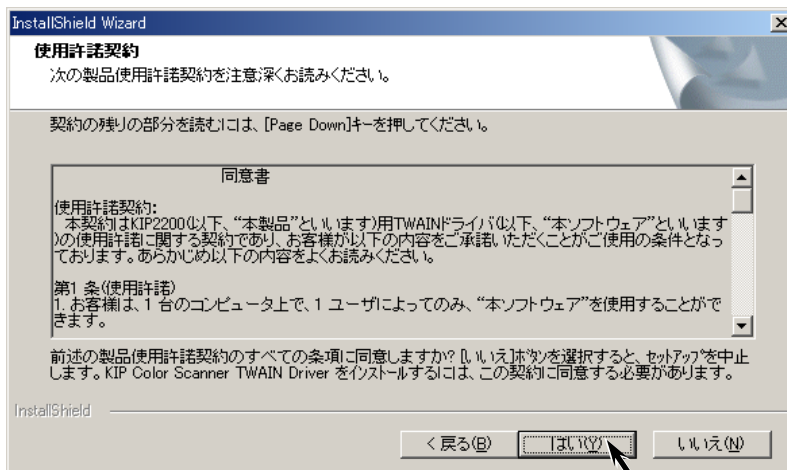 InstallShield Wizard
使用許諾契約
次の製品使用許諾契約を注意深くお読みください。
契約の残りの部分を読むには、[Page Down]キーを押してください。
同意書
使用許諾契約:
本契約はKIP2200(以下、“本製品”といいます)用TWAINドライバ(以下、“本ソフトウェア”といいます
)の使用許諾に関する契約であり、お客様が以下の内容をご承諾いただくことがご使用の条件となっ
ております。あらかじめ以下の内容をよくお読みください。
第1 条(使用許諾)
1. お客様は、1 台のコンピュータ上で、1 ユーザによってのみ、“本ソフトウェア”を使用することがで
きます。
前述の製品使用許諾契約のすべての条項に同意しますか? [いいえ]ボタンを選択すると、セットアップを中止
します。KIP Color Scanner TWAIN Driver をインストールするには、この契約に同意する必要があります。
InstallShield
< 戻る(B)
はい(Y)
いいえ(N)